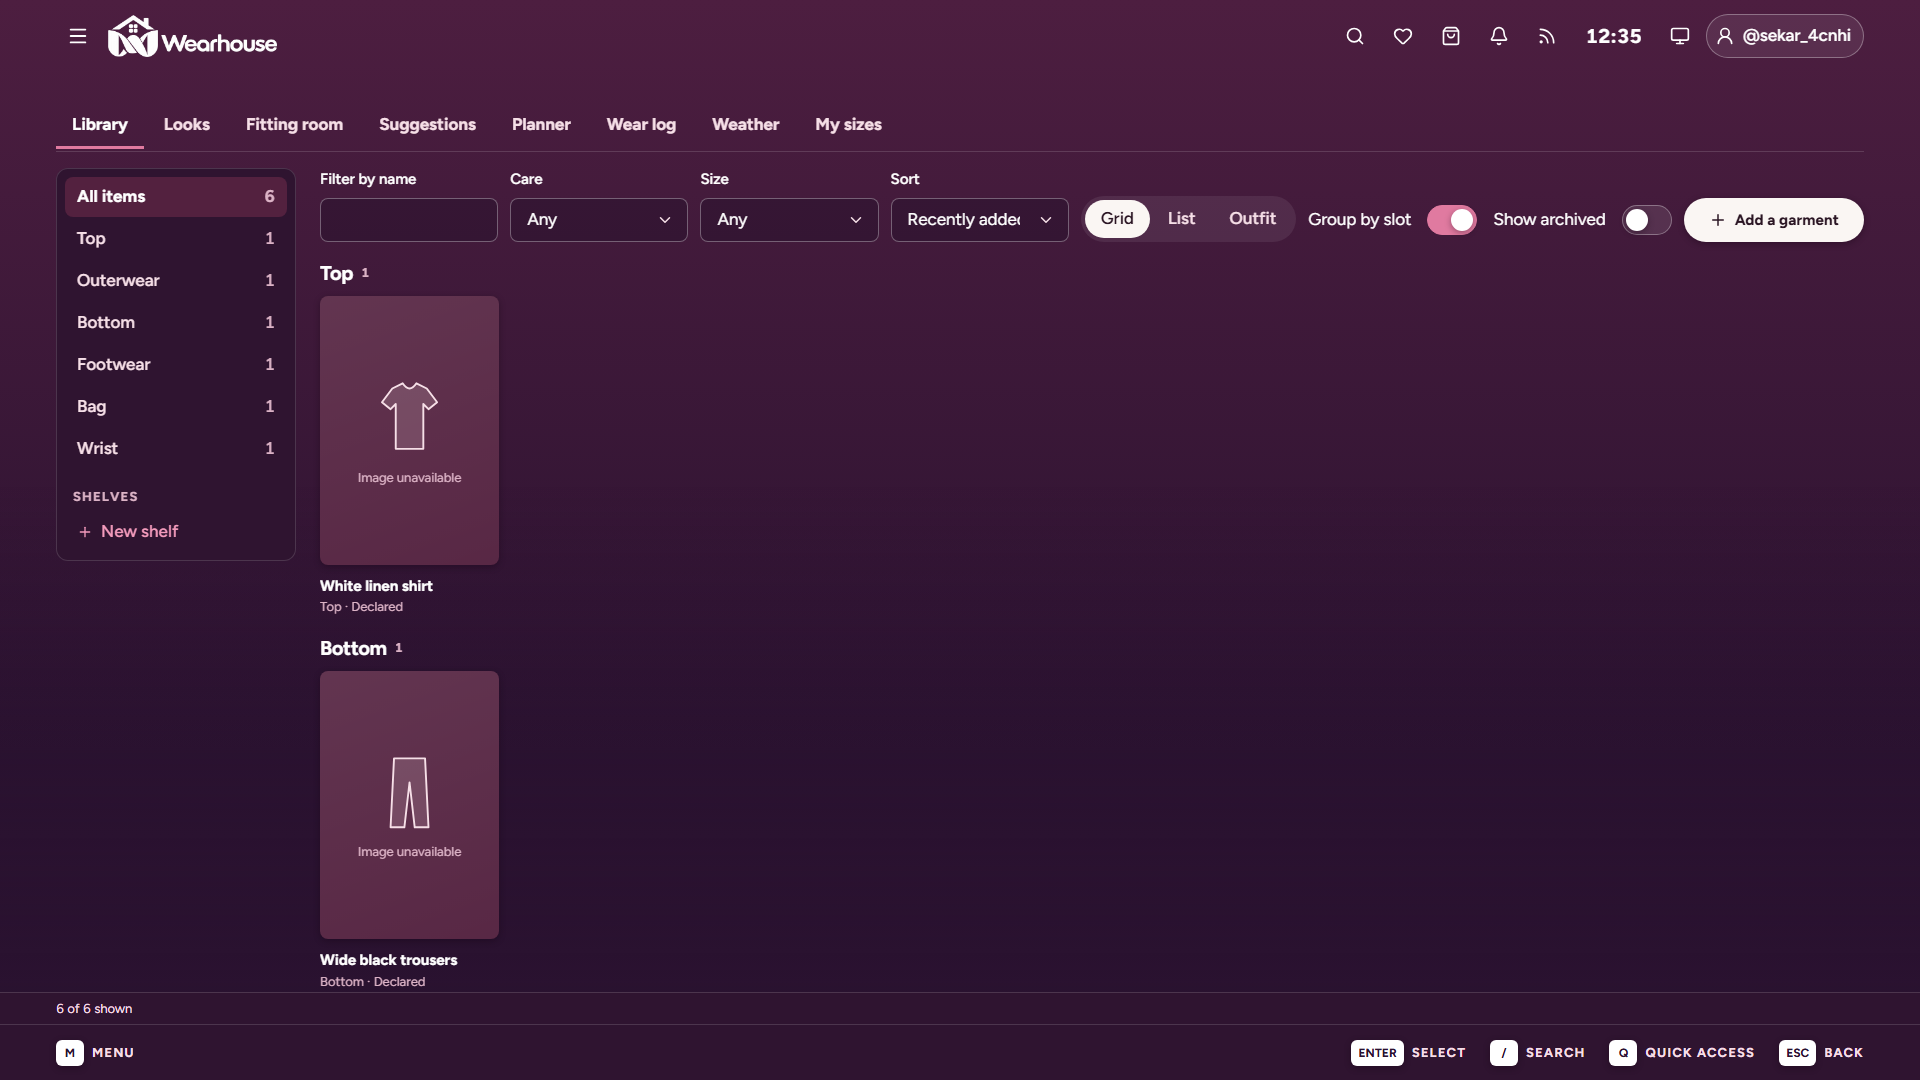 Wearhouse
12:35
@sekar_4cnhi
Library
Looks
Fitting room
Suggestions
Planner
Wear log
Weather
My sizes
All items 6
Top 1
Outerwear 1
Bottom 1
Footwear 1
Bag 1
Wrist 1
SHELVES
+ New shelf
Filter by name
Care
Size
Sort
Any
Any
Recently added
Grid
List
Outfit
Group by slot
Show archived
+ Add a garment
Top 1
Image unavailable
White linen shirt
Top · Declared
Bottom 1
Image unavailable
Wide black trousers
Bottom · Declared
6 of 6 shown
M MENU
ENTER SELECT
/ SEARCH
Q QUICK ACCESS
ESC BACK